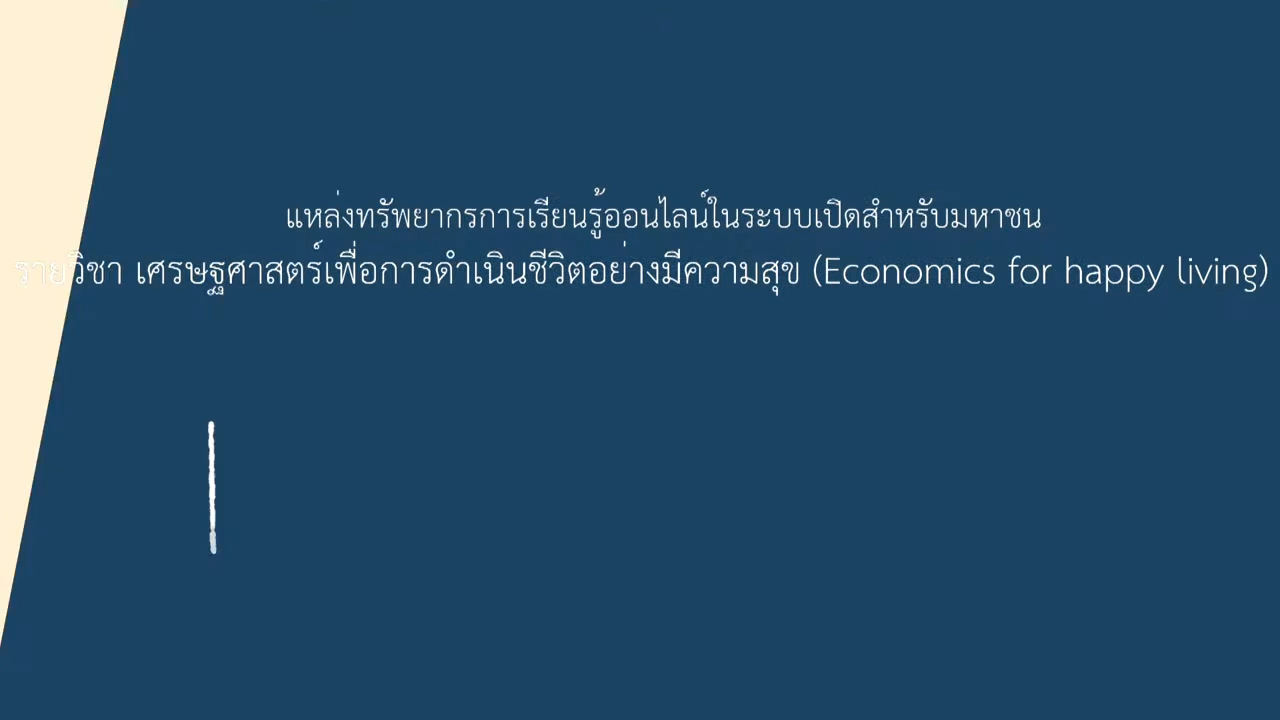 แหล่งทรัพยากรการเรียนรู้ออนไลน์ในระบบเปิดสำหรับมหาชน
รายวิชา เศรษฐศาสตร์เพื่อการดำเนินชีวิตอย่างมีความสุข (Economics for happy living)